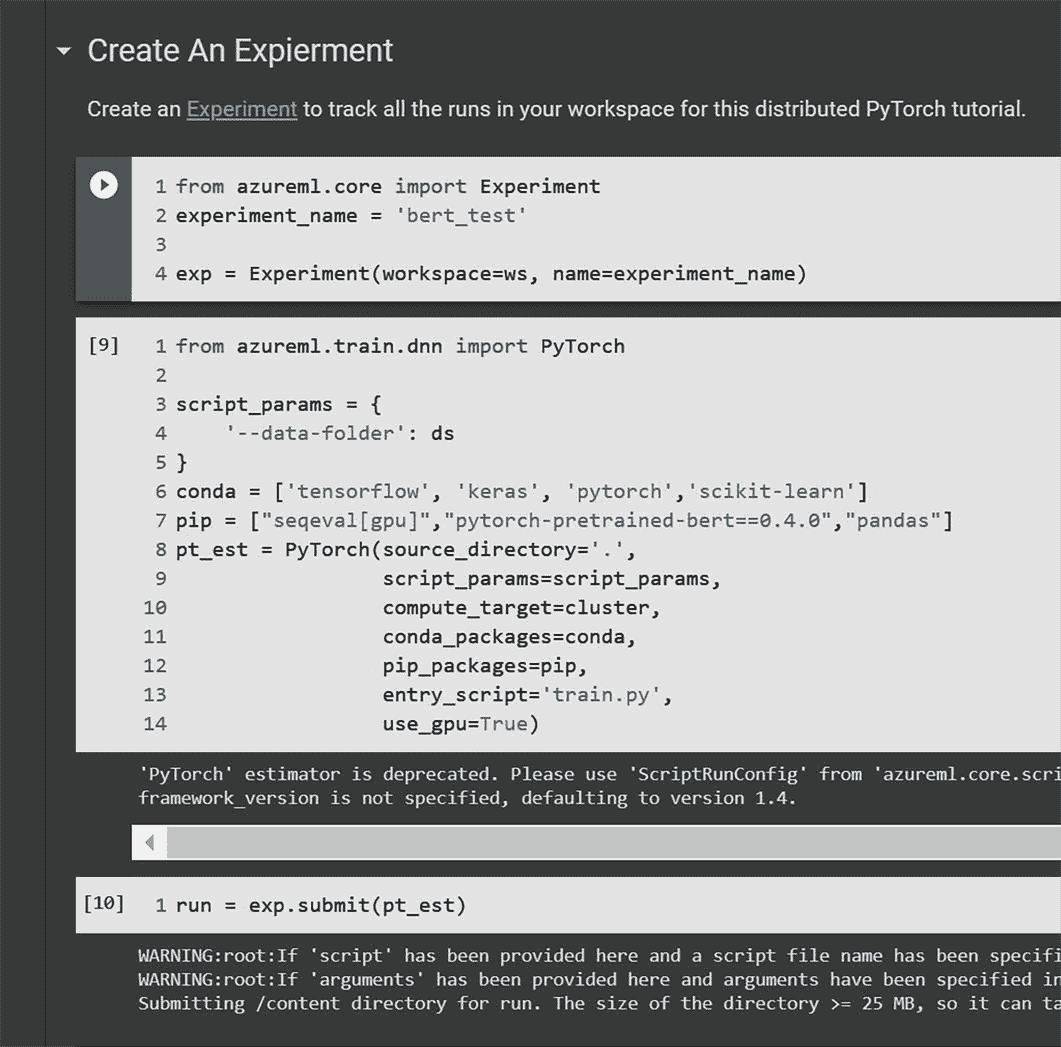 Create An Expierment
Create an Experiment to track all the runs in your workspace for this distributed PyTorch tutorial.
1 from azureml.core import Experiment
2 experiment_name = 'bert_test'
3
4 exp = Experiment(workspace=ws, name=experiment_name)
[9] 1 from azureml.train.dnn import PyTorch
2
3 script_params = {
4     '--data-folder': ds
5 }
6 conda = ['tensorflow', 'keras', 'pytorch','scikit-learn']
7 pip = ["seqeval[gpu]","pytorch-pretrained-bert==0.4.0","pandas"]
8 pt_est = PyTorch(source_directory='.',
9                  script_params=script_params,
10                 compute_target=cluster,
11                 conda_packages=conda,
12                 pip_packages=pip,
13                 entry_script='train.py',
14                 use_gpu=True)
'PyTorch' estimator is deprecated. Please use 'ScriptRunConfig' from 'azureml.core.scri
framework_version is not specified, defaulting to version 1.4.
[10] 1 run = exp.submit(pt_est)
WARNING:root:If 'script' has been provided here and a script file name has been specifi
WARNING:root:If 'arguments' has been provided here and arguments have been specified in
Submitting /content directory for run. The size of the directory >= 25 MB, so it can ta